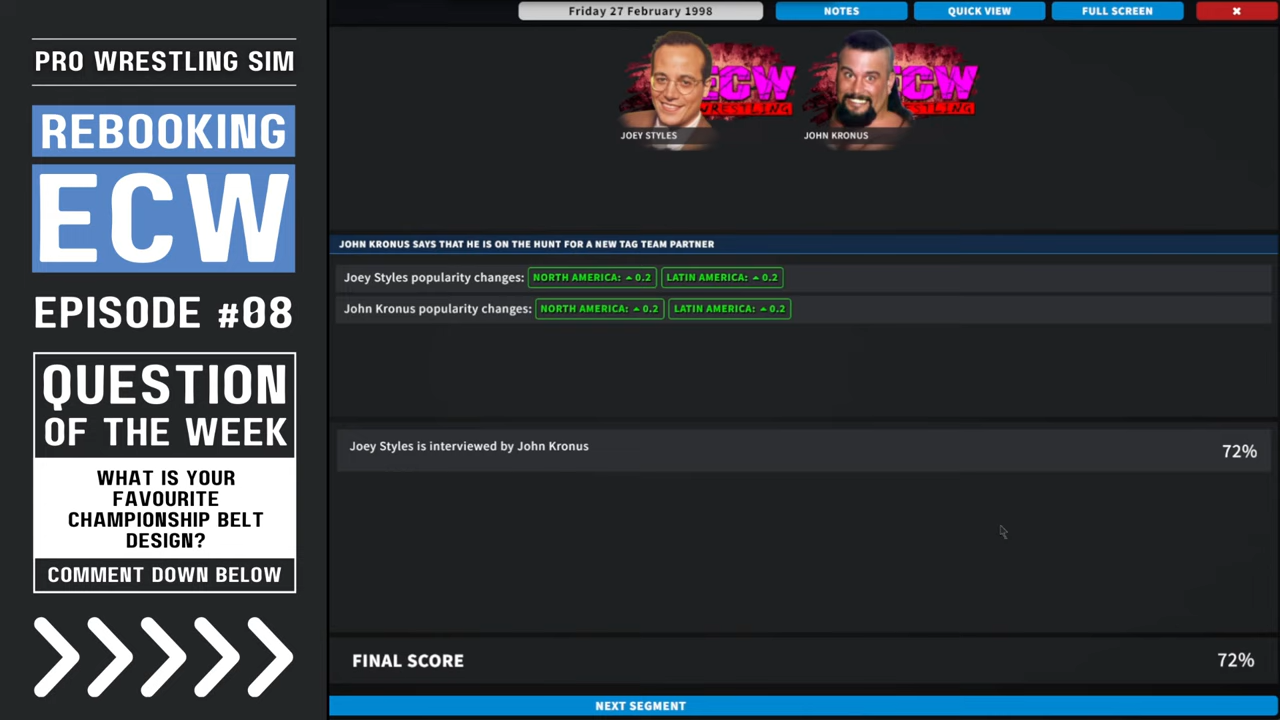 PRO WRESTLING SIM
REBOOKING
ECW
EPISODE #08
QUESTION
OF THE WEEK
WHAT IS YOUR
FAVOURITE
CHAMPIONSHIP BELT
DESIGN?
COMMENT DOWN BELOW
Friday 27 February 1998
NOTES
QUICK VIEW
FULL SCREEN
ECW
WRESTLING
JOEY STYLES
ECW
WRESTLING
JOHN KRONUS
JOHN KRONUS SAYS THAT HE IS ON THE HUNT FOR A NEW TAG TEAM PARTNER
Joey Styles popularity changes: NORTH AMERICA: 0.2 LATIN AMERICA: 0.2
John Kronus popularity changes: NORTH AMERICA: 0.2 LATIN AMERICA: 0.2
Joey Styles is interviewed by John Kronus 72%
FINAL SCORE 72%
NEXT SEGMENT